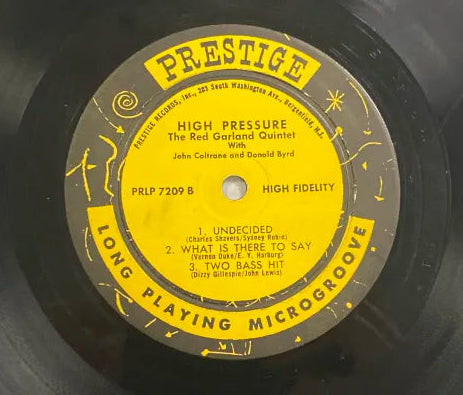 PRESTIGE
PRESTIGE RECORDS, Inc., 203 South Washington Ave., Bergenfield, N.J.
HIGH PRESSURE
The Red Garland Quintet
With
John Coltrane and Donald Byrd
PRLP 7209 B HIGH FIDELITY
1. UNDECIDED
(Charles Shavers/Sydney Robin)
2. WHAT IS THERE TO SAY
(Vernon Duke/E. Y. Harburg)
3. TWO BASS HIT
(Dizzy Gillespie/John Lewis)
LONG PLAYING MICROGROOVE